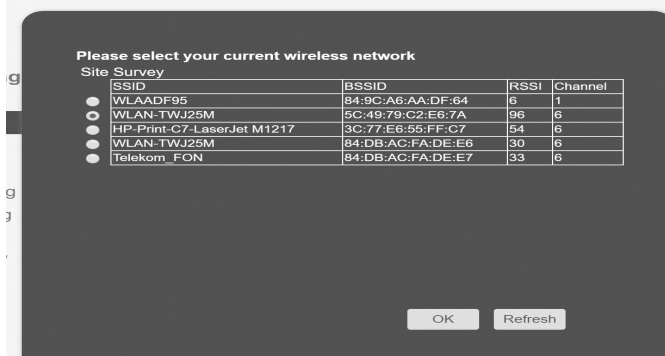 Please select your current wireless network
Site Survey
SSID BSSID RSSI Channel
WLAADF95 84:9C:A6:AA:DF:64 6 1
WLAN-TWJ25M 5C:49:79:C2:E6:7A 96 6
HP-Print-C7-LaserJet M1217 3C:77:E6:55:FF:C7 54 6
WLAN-TWJ25M 84:DB:AC:FA:DE:E6 30 6
Telekom_FON 84:DB:AC:FA:DE:E7 33 6
OK Refresh